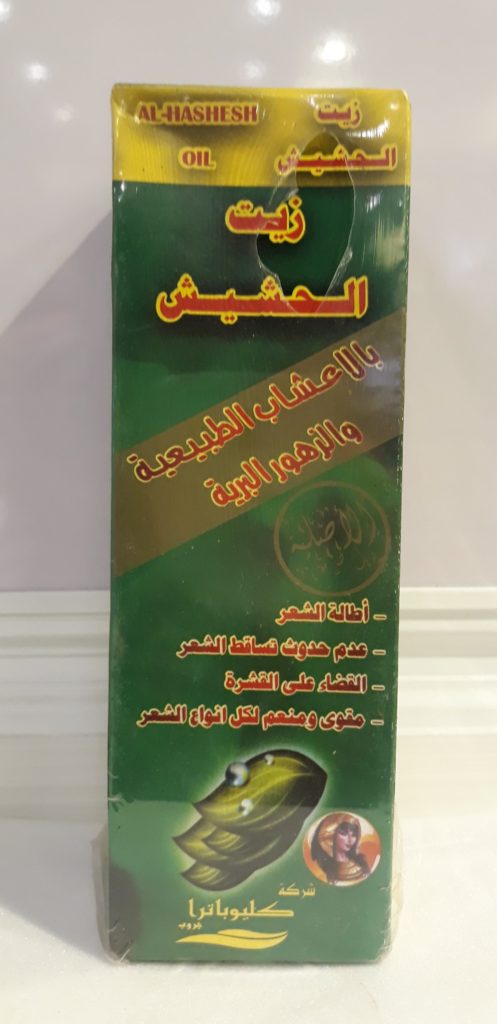 AL-HASHESH زيت
OIL الحشيش
زيت
الحشيش
بالاعشاب الطبيعية
والزهور البرية
الأصلي
- أطالة الشعر
- عدم حدوث تساقط الشعر
- القضاء على القشرة
- مقوى ومنعم لكل انواع الشعر
شركة
كليوباترا
جروب